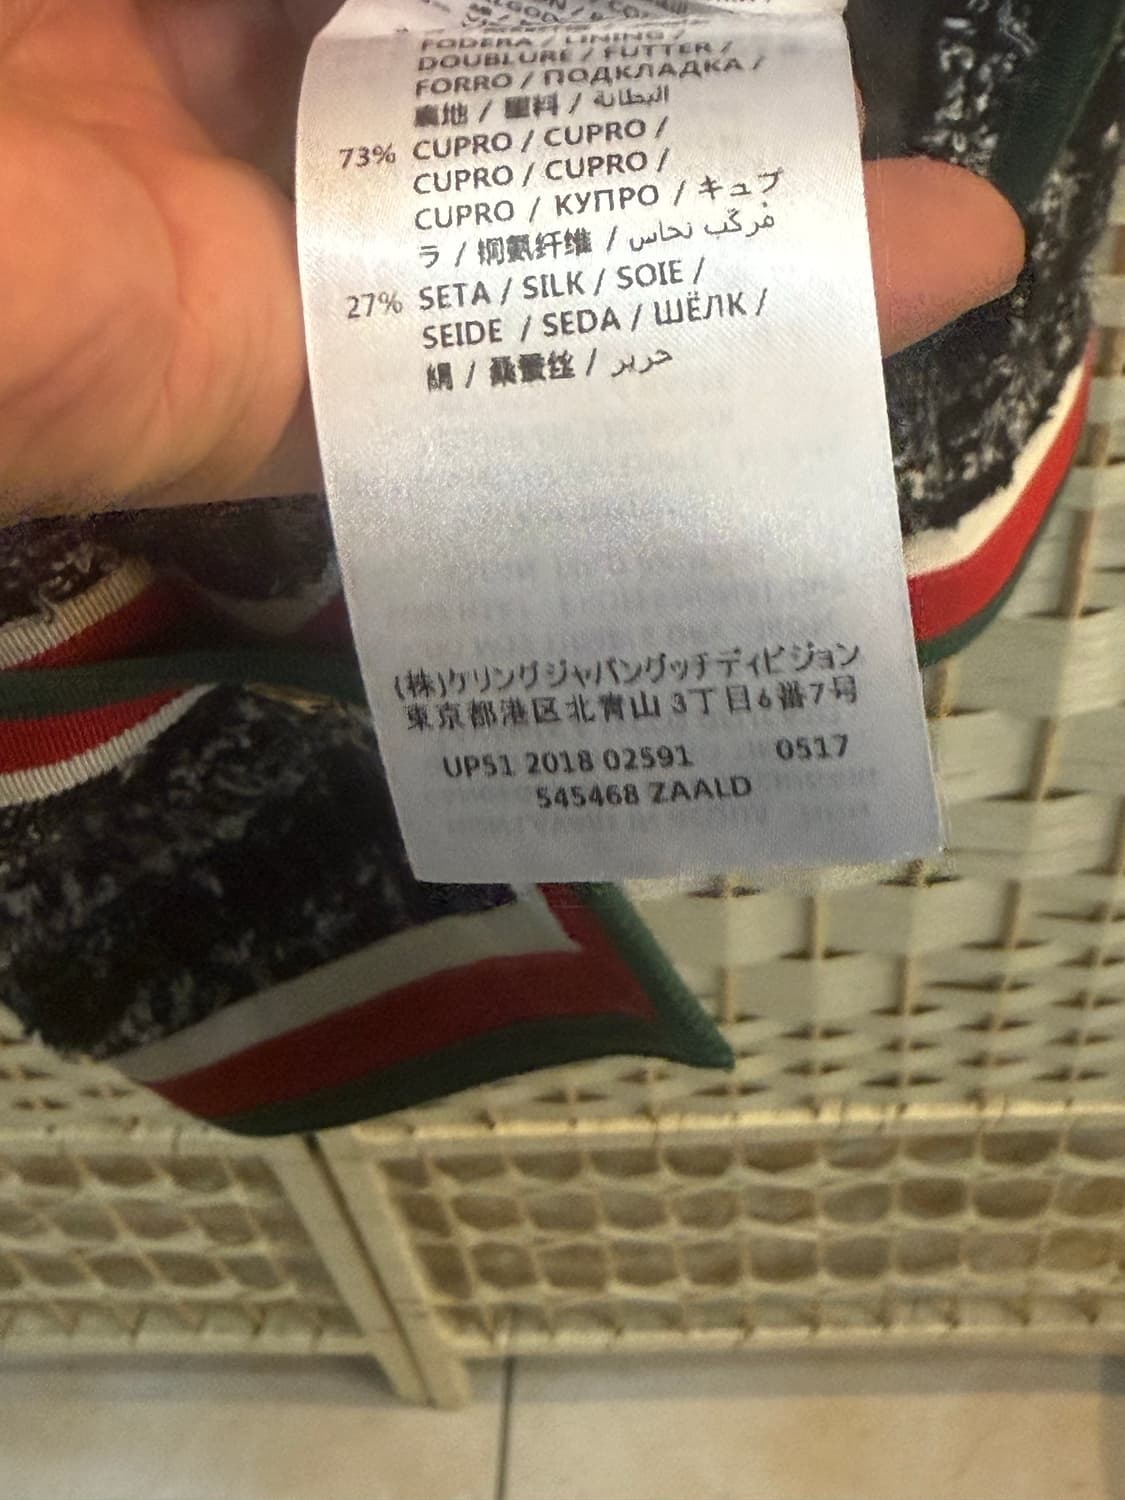 FODERA / LINING /
DOUBLURE / FUTTER /
FORRO / ПОДКЛАДКА /
裏地 / 里料 / البطانة
73% CUPRO / CUPRO /
CUPRO / CUPRO /
CUPRO / КУПРО / キュプ
ラ / 铜氨纤维 / مركب نحاس
27% SETA / SILK / SOIE /
SEIDE / SEDA / ШЁЛК /
絹 / 桑蚕丝 / حرير
(株)ケリングジャパングッチディビジョン
東京都港区北青山3丁目6番7号
UP51 2018 02591 0517
545468 ZAALD